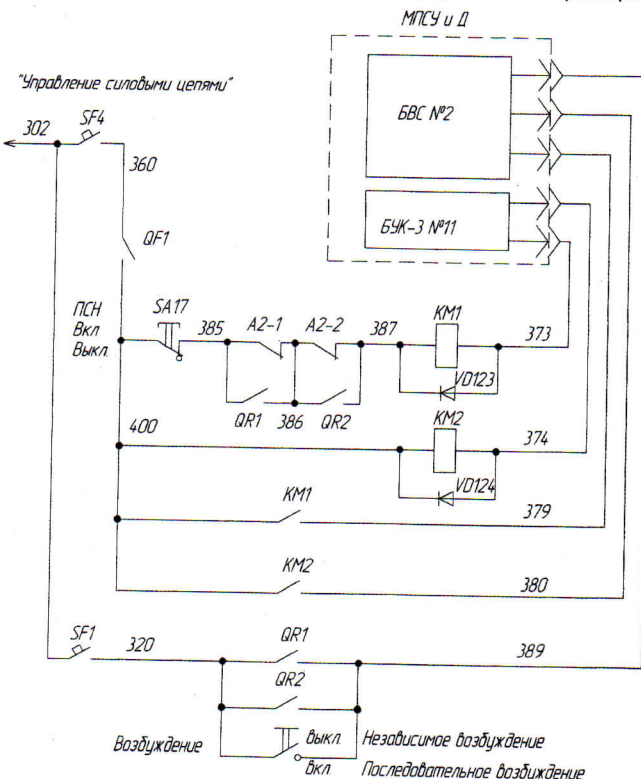 МПСУ и Д
"Управление силовыми цепями"
302
SF4
БВС №2
360
QF1
БУК-3 №11
ПСН
Вкл
Выкл.
SA17
385
A2-1
A2-2
387
KM1
373
VD123
QR1
386
QR2
KM2
400
374
VD124
KM1
379
KM2
380
SF1
320
QR1
389
QR2
Возбуждение
выкл.
Независимое возбуждение
вкл.
Последовательное возбуждение